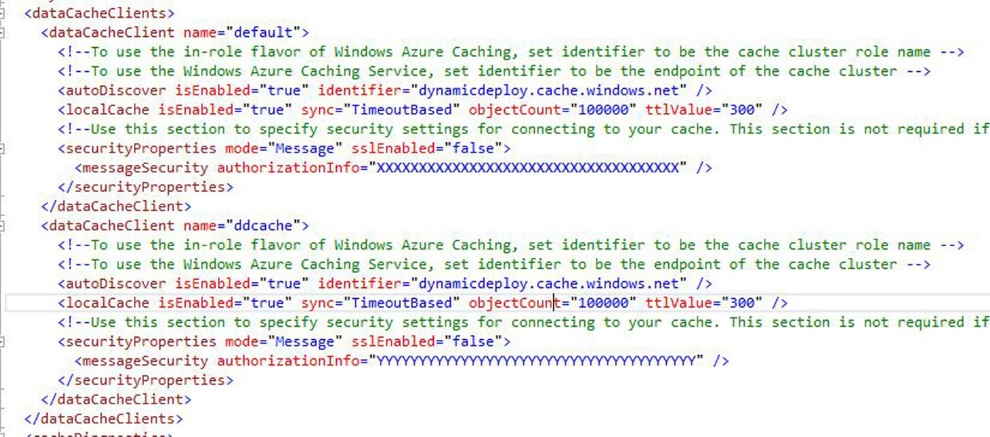 <dataCacheClients>
<dataCacheClient name="default">
<!--To use the in-role flavor of Windows Azure Caching, set identifier to be the cache cluster role name -->
<!--To use the Windows Azure Caching Service, set identifier to be the endpoint of the cache cluster -->
<autoDiscover isEnabled="true" identifier="dynamicdeploy.cache.windows.net" />
<localCache isEnabled="true" sync="TimeoutBased" objectCount="100000" ttlValue="300" />
<!--Use this section to specify security settings for connecting to your cache. This section is not required if
<securityProperties mode="Message" sslEnabled="false">
<messageSecurity authorizationInfo="XXXXXXXXXXXXXXXXXXXXXXXXXXXXXXXXXXXX" />
</securityProperties>
</dataCacheClient>
<dataCacheClient name="ddcache">
<!--To use the in-role flavor of Windows Azure Caching, set identifier to be the cache cluster role name -->
<!--To use the Windows Azure Caching Service, set identifier to be the endpoint of the cache cluster -->
<autoDiscover isEnabled="true" identifier="dynamicdeploy.cache.windows.net" />
<localCache isEnabled="true" sync="TimeoutBased" objectCount="100000" ttlValue="300" />
<!--Use this section to specify security settings for connecting to your cache. This section is not required if
<securityProperties mode="Message" sslEnabled="false">
<messageSecurity authorizationInfo="YYYYYYYYYYYYYYYYYYYYYYYYYYYYYYYYYYYYYY" />
</securityProperties>
</dataCacheClient>
</dataCacheClients>